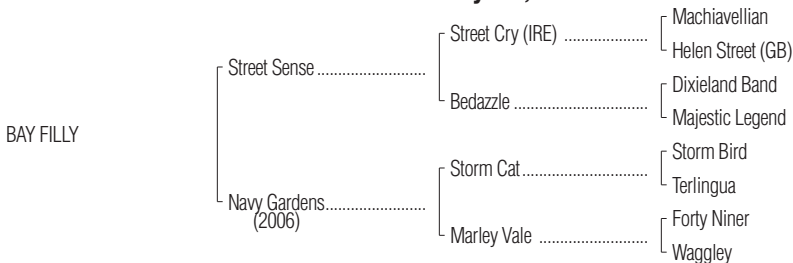 Machiavellian
Street Cry (IRE) ......................
Helen Street (GB)
Street Sense ............................
Dixieland Band
Bedazzle ....................................
Majestic Legend
BAY FILLY
Storm Bird
Storm Cat ..................................
Terlingua
Navy Gardens ..........................
(2006)
Forty Niner
Marley Vale .............................
Waggley